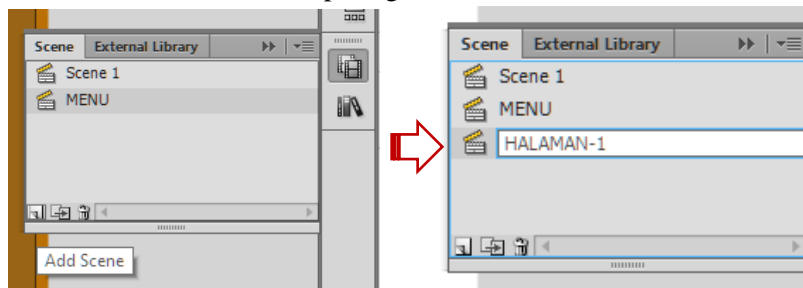 Scene External Library
Scene 1
MENU
Add Scene
Scene External Library
Scene 1
MENU
HALAMAN-1